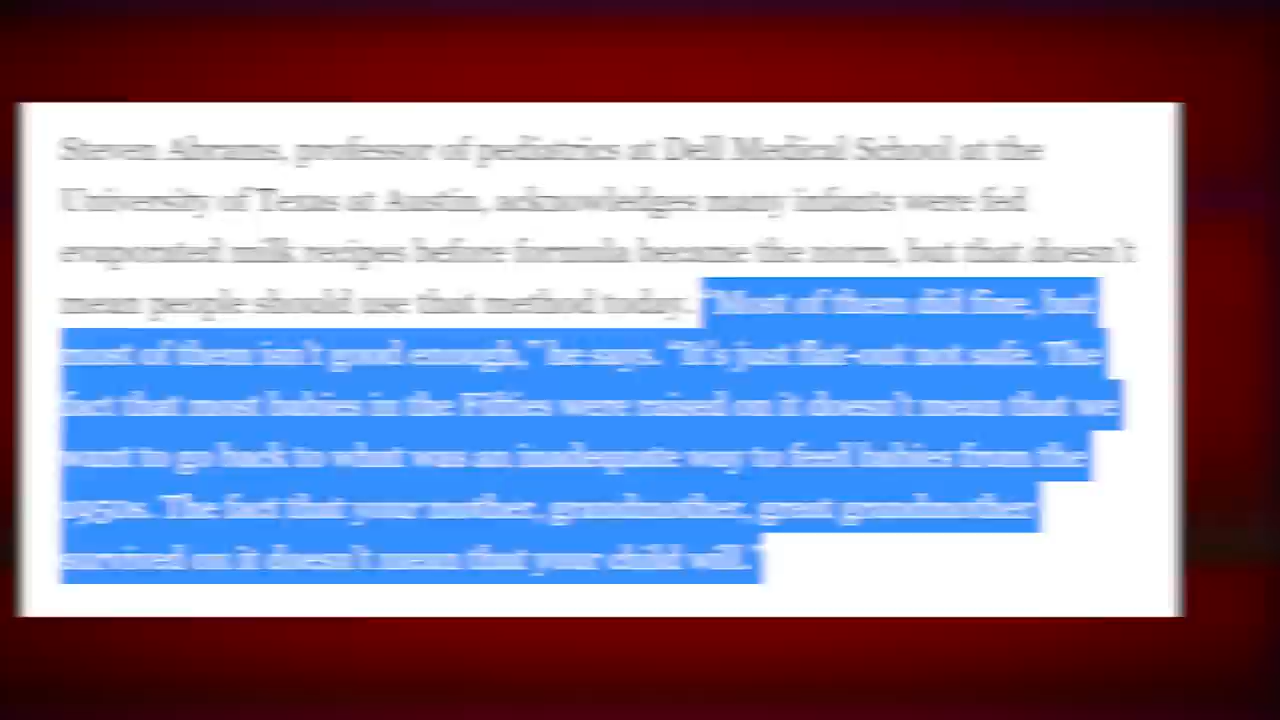 Steven Abrams, professor of pediatrics at Dell Medical School at the
University of Texas at Austin, acknowledges many infants were fed
evaporated milk recipes before formula became the norm, but that doesn't
mean people should use that method today. "Most of them did fine, but
most of them isn't good enough," he says. "It's just flat-out not safe. The
fact that most babies in the Fifties were raised on it doesn't mean that we
want to go back to what was an inadequate way to feed babies from the
1950s. The fact that your mother, grandmother, great grandmother
survived on it doesn't mean that your child will."